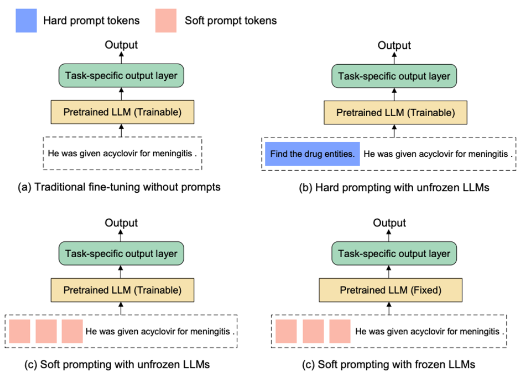 Hard prompt tokens
Soft prompt tokens
Output
Task-specific output layer
Pretrained LLM (Trainable)
He was given acyclovir for meningitis .
(a) Traditional fine-tuning without prompts
Output
Task-specific output layer
Pretrained LLM (Trainable)
Find the drug entities. He was given acyclovir for meningitis .
(b) Hard prompting with unfrozen LLMs
Output
Task-specific output layer
Pretrained LLM (Trainable)
He was given acyclovir for meningitis .
(c) Soft prompting with unfrozen LLMs
Output
Task-specific output layer
Pretrained LLM (Fixed)
He was given acyclovir for meningitis .
(c) Soft prompting with frozen LLMs